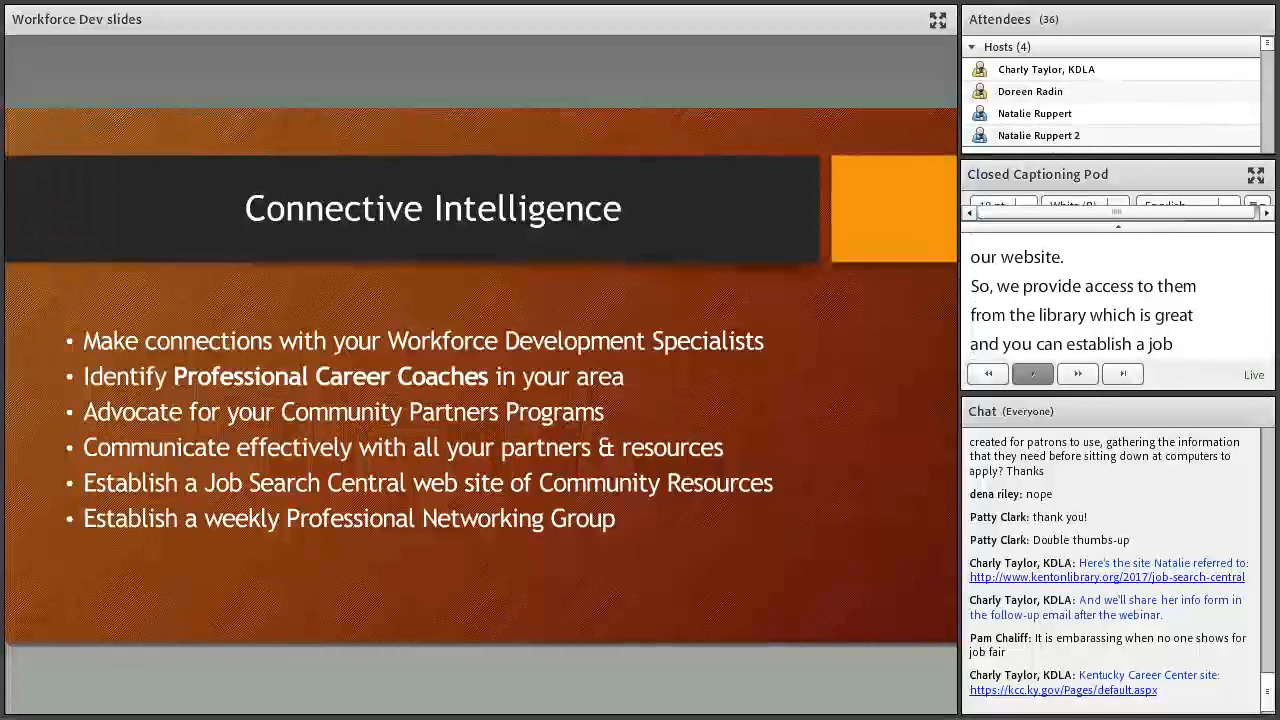 Workforce Dev slides
Connective Intelligence
• Make connections with your Workforce Development Specialists
• Identify Professional Career Coaches in your area
• Advocate for your Community Partners Programs
• Communicate effectively with all your partners & resources
• Establish a Job Search Central web site of Community Resources
• Establish a weekly Professional Networking Group
Attendees (36)
Hosts (4)
Charly Taylor, KDLA
Doreen Radin
Natalie Ruppert
Natalie Ruppert 2
Closed Captioning Pod
our website.
So, we provide access to them
from the library which is great
and you can establish a job
Live
Chat (Everyone)
created for patrons to use, gathering the information
that they need before sitting down at computers to
apply? Thanks
dena riley: nope
Patty Clark: thank you!
Patty Clark: Double thumbs-up
Charly Taylor, KDLA: Here's the site Natalie referred to:
http://www.kentonlibrary.org/2017/job-search-central
Charly Taylor, KDLA: And we'll share her info form in
the follow-up email after the webinar.
Pam Chaliff: It is embarassing when no one shows for
job fair
Charly Taylor, KDLA: Kentucky Career Center site:
https://kcc.ky.gov/Pages/default.aspx